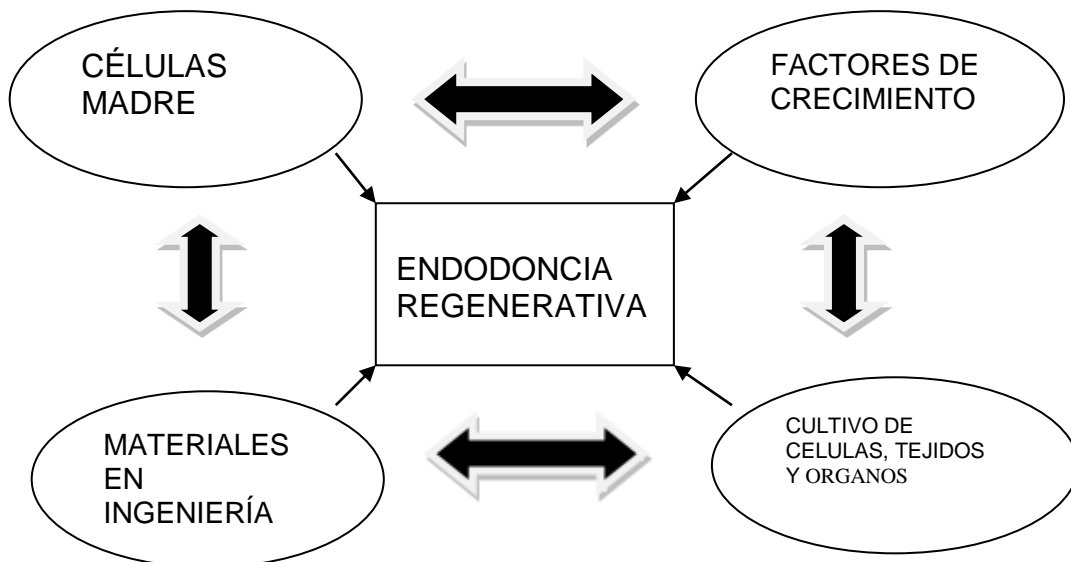 CÉLULAS
MADRE
FACTORES DE
CRECIMIENTO
ENDODONCIA
REGENERATIVA
MATERIALES
EN
INGENIERÍA
CULTIVO DE
CELULAS, TEJIDOS
Y ORGANOS